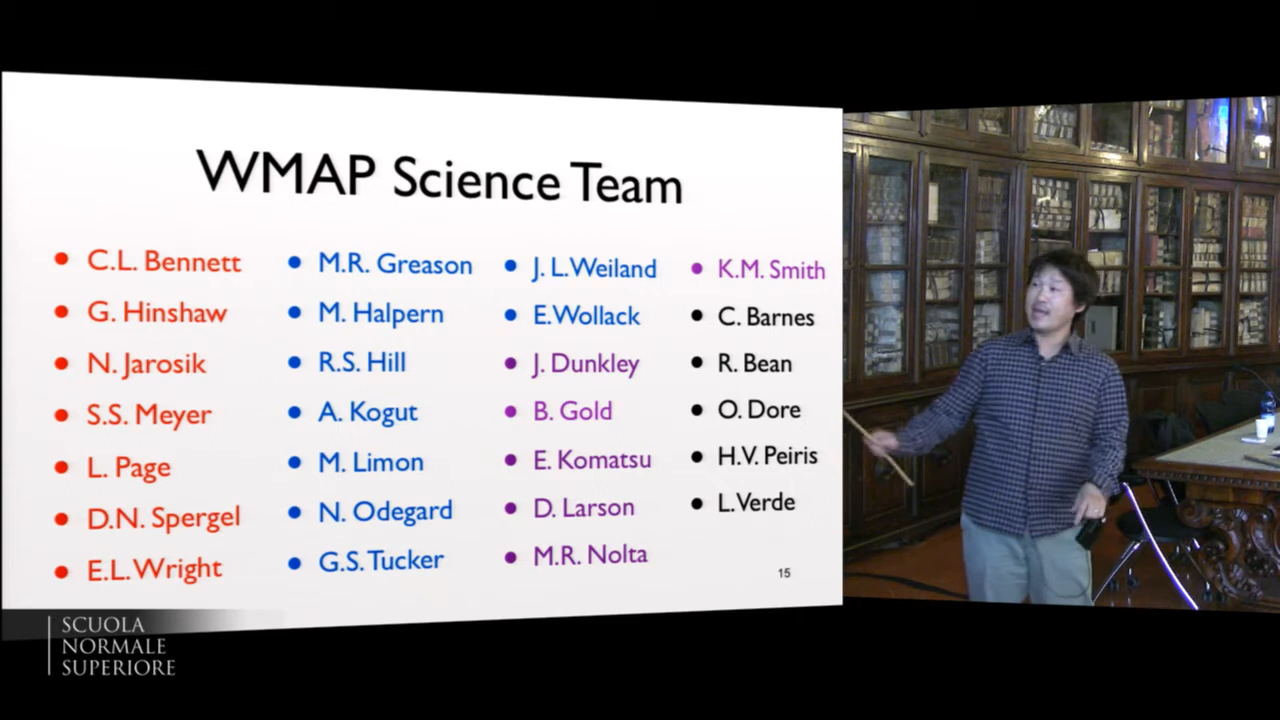 WMAP Science Team
C.L. Bennett
G. Hinshaw
N. Jarosik
S.S. Meyer
L. Page
D.N. Spergel
E.L. Wright
M.R. Greason
M. Halpern
R.S. Hill
A. Kogut
M. Limon
N. Odegard
G.S. Tucker
J. L. Weiland
E. Wollack
J. Dunkley
B. Gold
E. Komatsu
D. Larson
M.R. Nolta
K.M. Smith
C. Barnes
R. Bean
O. Dore
H.V. Peiris
L. Verde
15
SCUOLA
NORMALE
SUPERIORE